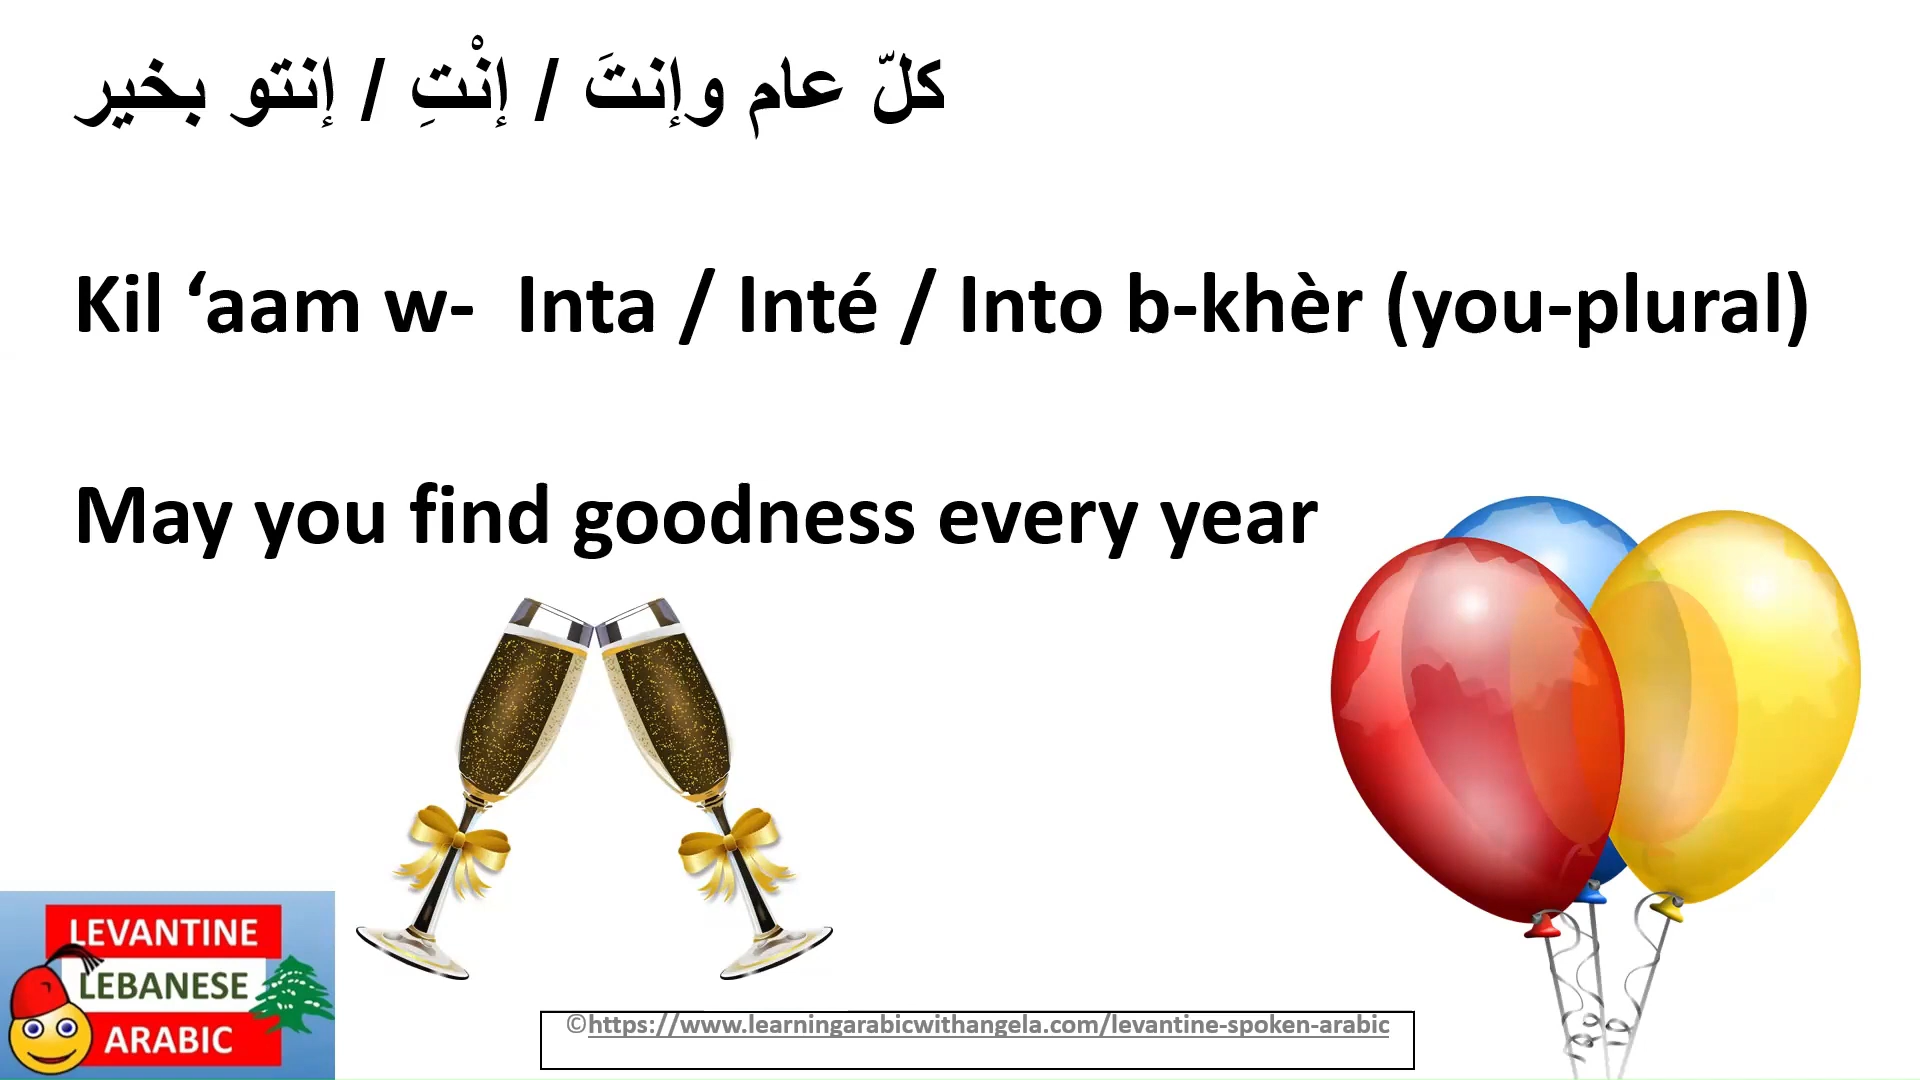 كلّ عام وإنتَ / إنْتِ / إنتو بخير
Kil ‘aam w-  Inta / Inté / Into b-khèr (you-plural)
May you find goodness every year
LEVANTINE
LEBANESE
ARABIC
©https://www.learningarabicwithangela.com/levantine-spoken-arabic